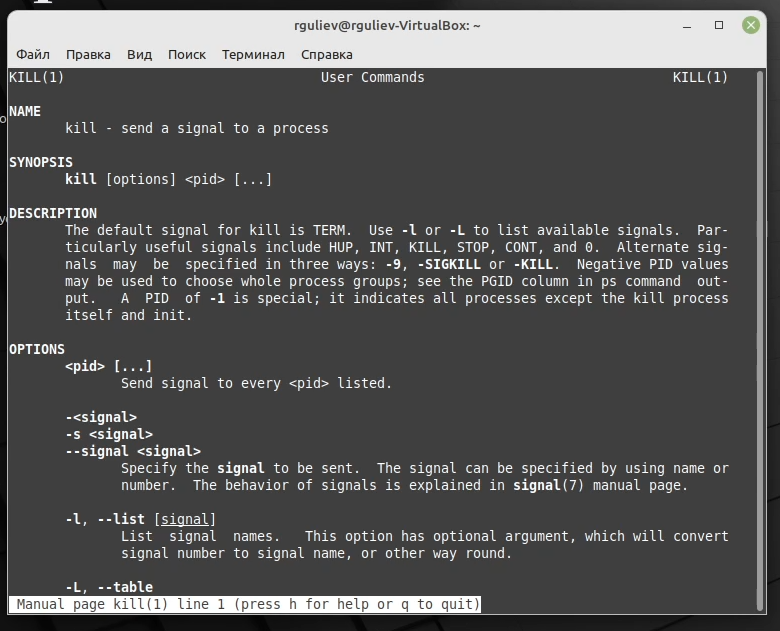 rguliev@rguliev-VirtualBox: ~
Файл Правка Вид Поиск Терминал Справка
KILL(1) User Commands KILL(1)
NAME
kill - send a signal to a process
SYNOPSIS
kill [options] <pid> [...]
DESCRIPTION
The default signal for kill is TERM. Use -l or -L to list available signals. Par-
ticularly useful signals include HUP, INT, KILL, STOP, CONT, and 0. Alternate sig-
nals may be specified in three ways: -9, -SIGKILL or -KILL. Negative PID values
may be used to choose whole process groups; see the PGID column in ps command out-
put. A PID of -1 is special; it indicates all processes except the kill process
itself and init.
OPTIONS
<pid> [...]
Send signal to every <pid> listed.
-<signal>
-s <signal>
--signal <signal>
Specify the signal to be sent. The signal can be specified by using name or
number. The behavior of signals is explained in signal(7) manual page.
-l, --list [signal]
List signal names. This option has optional argument, which will convert
signal number to signal name, or other way round.
-L, --table
Manual page kill(1) line 1 (press h for help or q to quit)